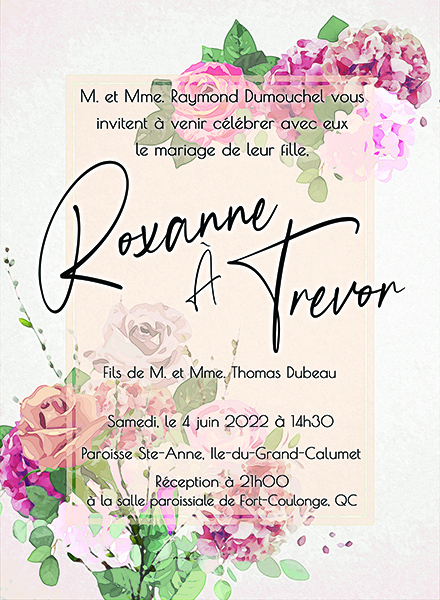 M. et Mme. Raymond Dumouchel vous
invitent à venir célébrer avec eux
le mariage de leur fille,
Roxanne
À
Trevor
Fils de M. et Mme. Thomas Dubeau
Samedi, le 4 juin 2022 à 14h30
Paroisse Ste-Anne, Ile-du-Grand-Calumet
Réception à 21h00
à la salle paroissiale de Fort-Coulonge, QC